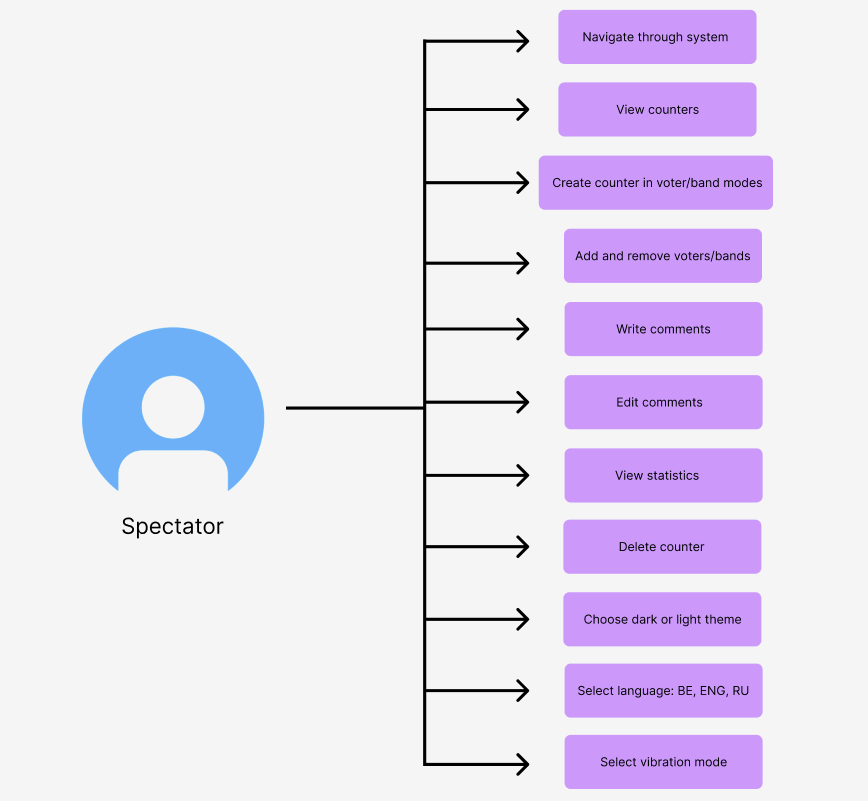 Navigate through system
View counters
Create counter in voter/band modes
Add and remove voters/bands
Write comments
Edit comments
View statistics
Spectator
Delete counter
Choose dark or light theme
Select language: BE, ENG, RU
Select vibration mode